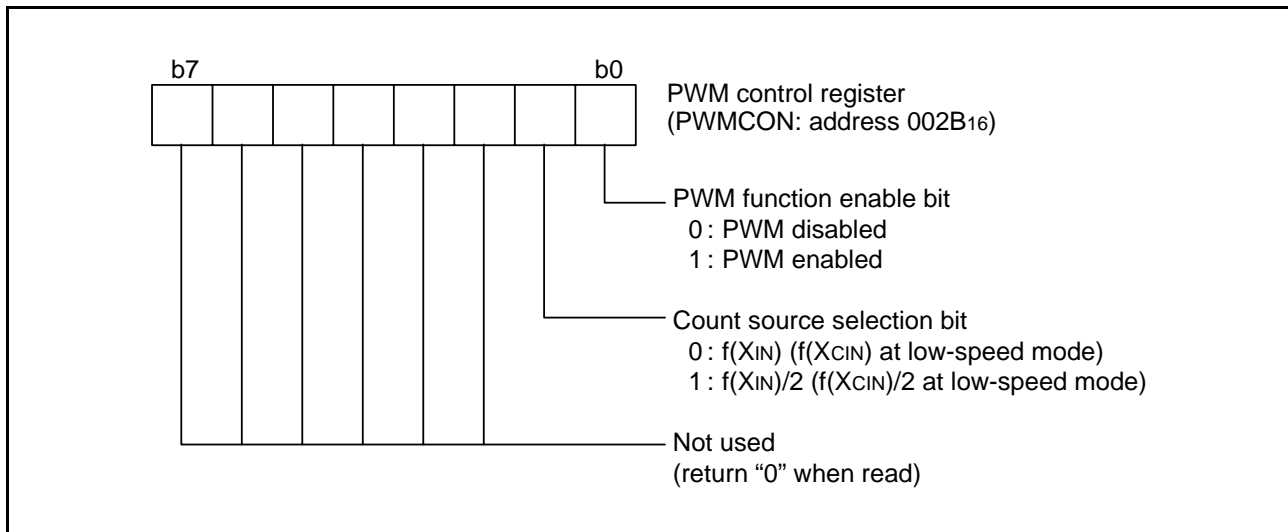 b7 b0
PWM control register
(PWMCON: address 002B16)
PWM function enable bit
0 : PWM disabled
1 : PWM enabled
Count source selection bit
0 : f(XIN) (f(XCIN) at low-speed mode)
1 : f(XIN)/2 (f(XCIN)/2 at low-speed mode)
Not used
(return “0” when read)